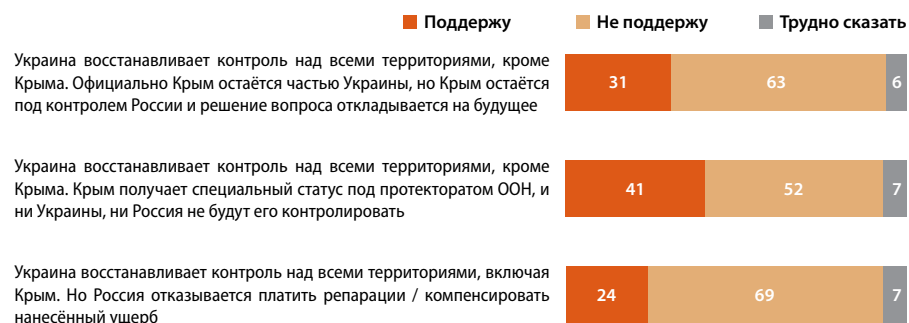 Поддержу Не поддержу Трудно сказать
Украина восстанавливает контроль над всеми территориями, кроме
Крыма. Официально Крым остаётся частью Украины, но Крым остаётся
под контролем России и решение вопроса откладывается на будущее
31 63 6
Украина восстанавливает контроль над всеми территориями, кроме
Крыма. Крым получает специальный статус под протекторатом ООН, и
ни Украины, ни Россия не будут его контролировать
41 52 7
Украина восстанавливает контроль над всеми территориями, включая
Крым. Но Россия отказывается платить репарации / компенсировать
нанесённый ущерб
24 69 7